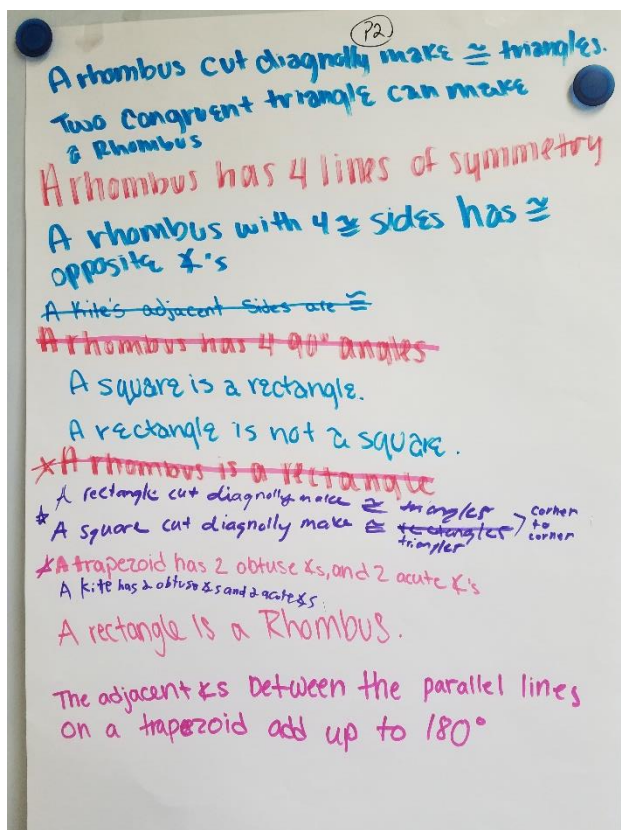 P2
A rhombus cut diagnolly make ≅ triangles.
Two congruent triangle can make
a Rhombus
A rhombus has 4 lines of symmetry
A rhombus with 4 ≅ sides has ≅
opposite ∡'s
A Kite's adjacent Sides are ≅
A rhombus has 4 90° angles
A square is a rectangle.
A rectangle is not a square.
*A rhombus is a rectangle
A rectangle cut diagnolly make ≅ triangles
* A square cut diagnolly make ≅ rectangles
triangles
corner
to
corner
*A trapezoid has 2 obtuse ∡s, and 2 acute ∡'s
A kite has 2 obtuse ∡s and 2 acute ∡s.
A rectangle Is a Rhombus.
The adjacent ∡s between the parallel lines
on a trapezoid add up to 180°